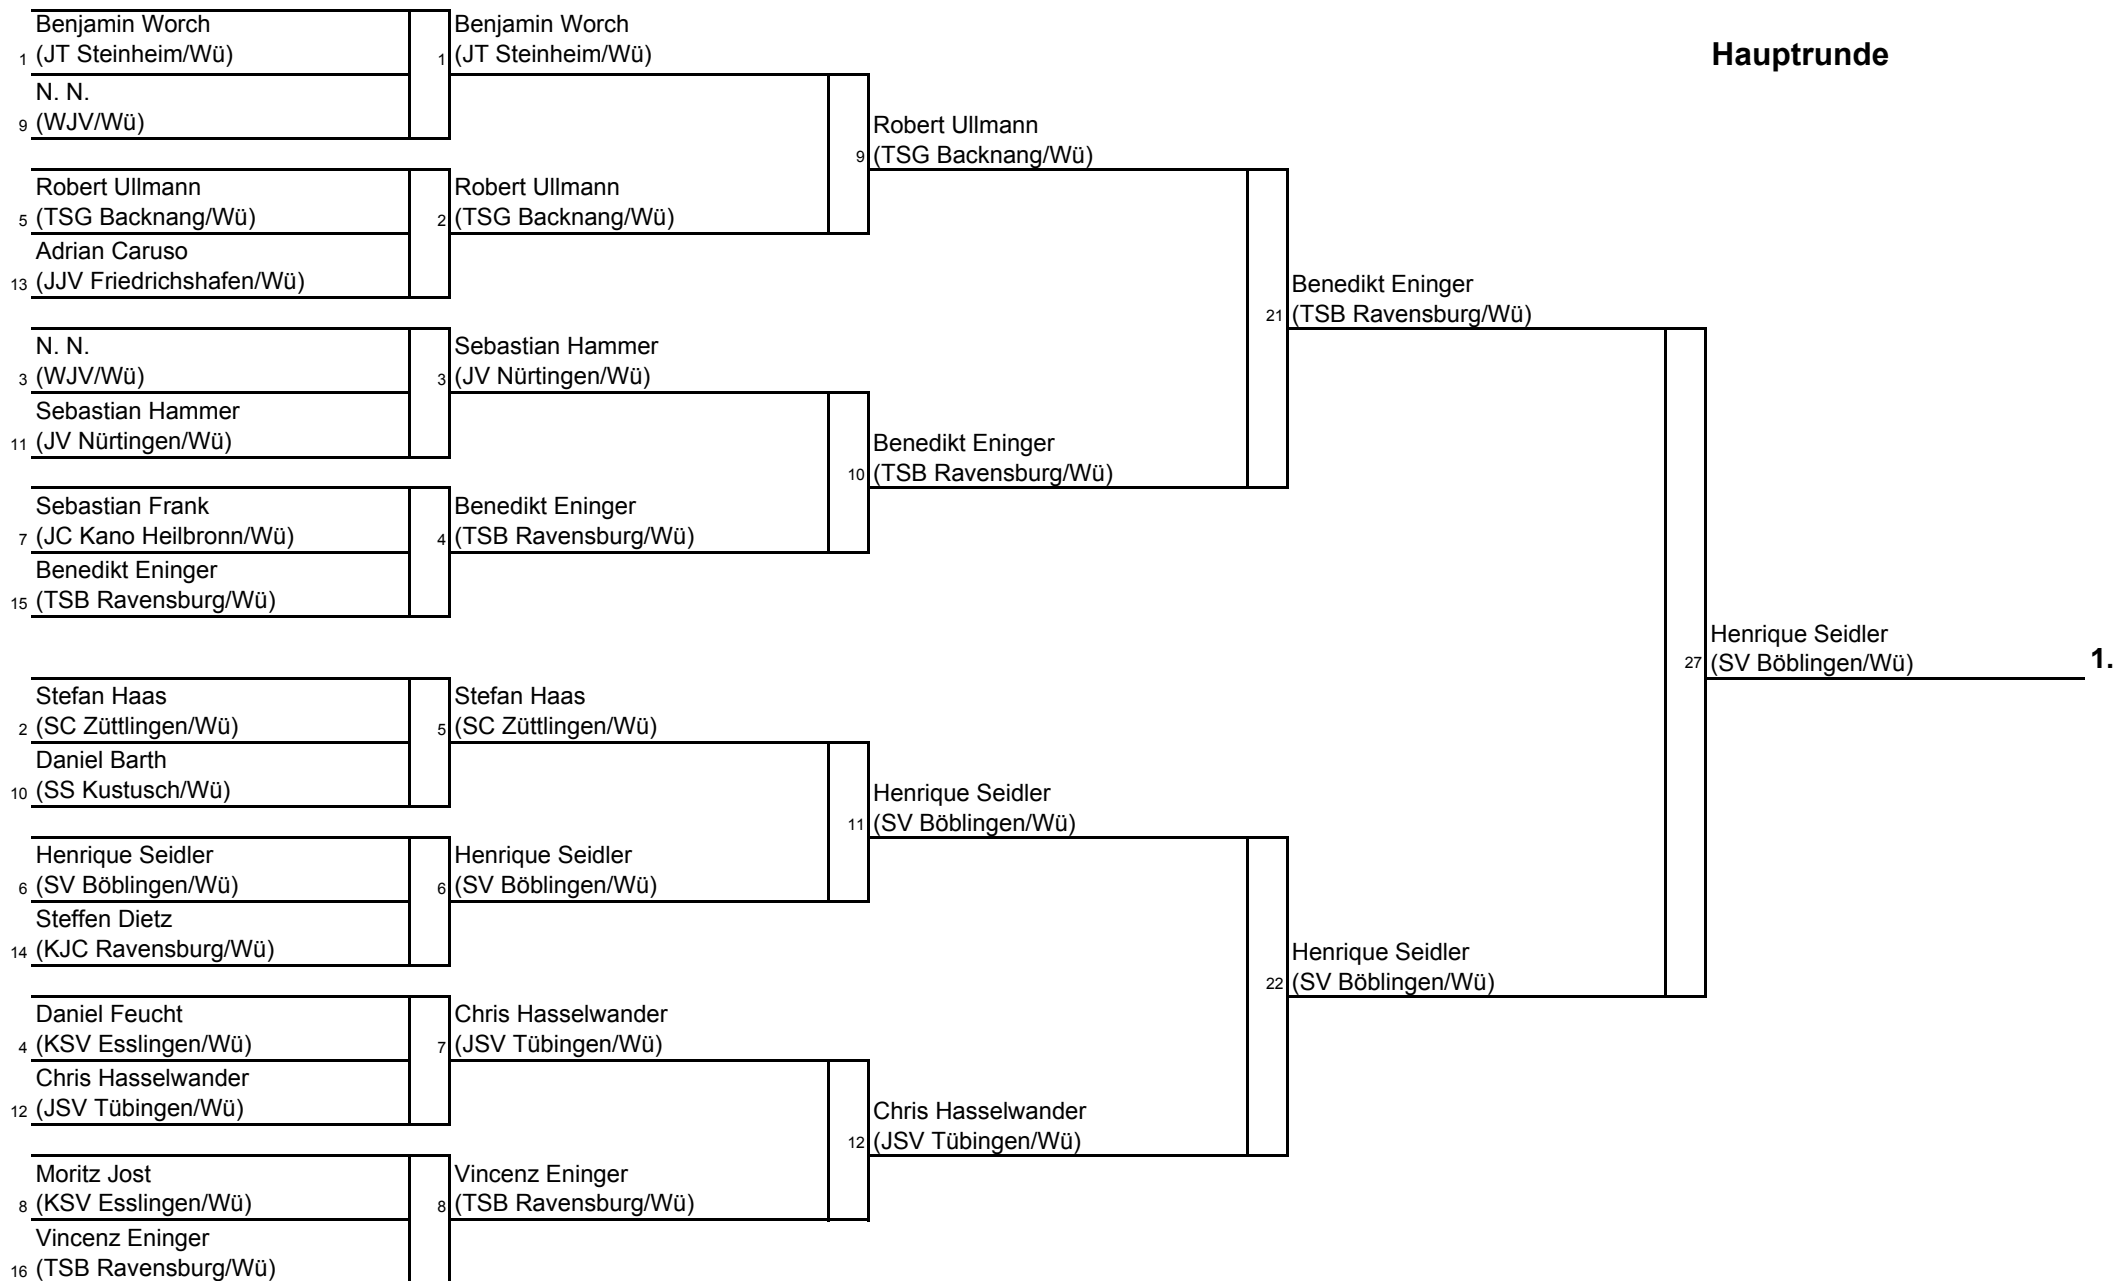 Hauptrunde
Benjamin Worch
1 (JT Steinheim/Wü)
N. N.
9 (WJV/Wü)
Robert Ullmann
5 (TSG Backnang/Wü)
Adrian Caruso
13 (JJV Friedrichshafen/Wü)
N. N.
3 (WJV/Wü)
Sebastian Hammer
11 (JV Nürtingen/Wü)
Sebastian Frank
7 (JC Kano Heilbronn/Wü)
Benedikt Eninger
15 (TSB Ravensburg/Wü)
Stefan Haas
2 (SC Züttlingen/Wü)
Daniel Barth
10 (SS Kustusch/Wü)
Henrique Seidler
6 (SV Böblingen/Wü)
Steffen Dietz
14 (KJC Ravensburg/Wü)
Daniel Feucht
4 (KSV Esslingen/Wü)
Chris Hasselwander
12 (JSV Tübingen/Wü)
Moritz Jost
8 (KSV Esslingen/Wü)
Vincenz Eninger
16 (TSB Ravensburg/Wü)
Benjamin Worch
1 (JT Steinheim/Wü)
Robert Ullmann
2 (TSG Backnang/Wü)
Sebastian Hammer
3 (JV Nürtingen/Wü)
Benedikt Eninger
4 (TSB Ravensburg/Wü)
Stefan Haas
5 (SC Züttlingen/Wü)
Henrique Seidler
6 (SV Böblingen/Wü)
Chris Hasselwander
7 (JSV Tübingen/Wü)
Vincenz Eninger
8 (TSB Ravensburg/Wü)
Robert Ullmann
9 (TSG Backnang/Wü)
Benedikt Eninger
10 (TSB Ravensburg/Wü)
Henrique Seidler
11 (SV Böblingen/Wü)
Chris Hasselwander
12 (JSV Tübingen/Wü)
Benedikt Eninger
21 (TSB Ravensburg/Wü)
Henrique Seidler
22 (SV Böblingen/Wü)
Henrique Seidler
27 (SV Böblingen/Wü) 1.